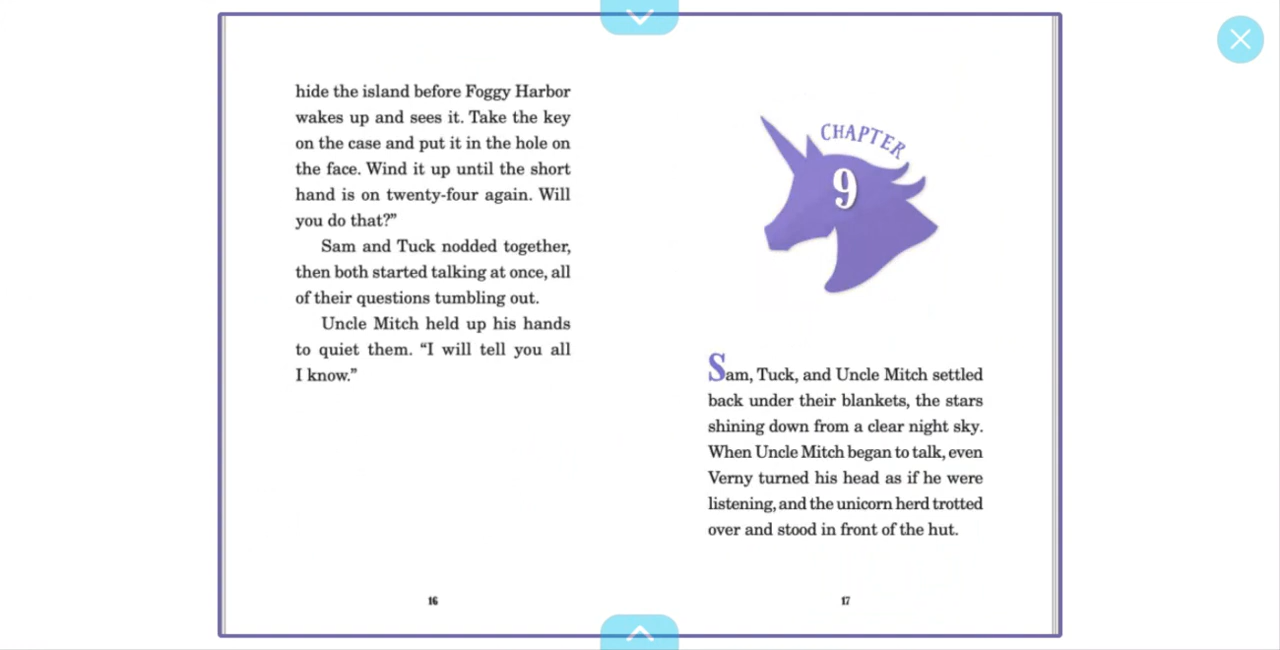 hide the island before Foggy Harbor
wakes up and sees it. Take the key
on the case and put it in the hole on
the face. Wind it up until the short
hand is on twenty-four again. Will
you do that?”
Sam and Tuck nodded together,
then both started talking at once, all
of their questions tumbling out.
Uncle Mitch held up his hands
to quiet them. “I will tell you all
I know.”
16
CHAPTER
9
Sam, Tuck, and Uncle Mitch settled
back under their blankets, the stars
shining down from a clear night sky.
When Uncle Mitch began to talk, even
Verny turned his head as if he were
listening, and the unicorn herd trotted
over and stood in front of the hut.
17